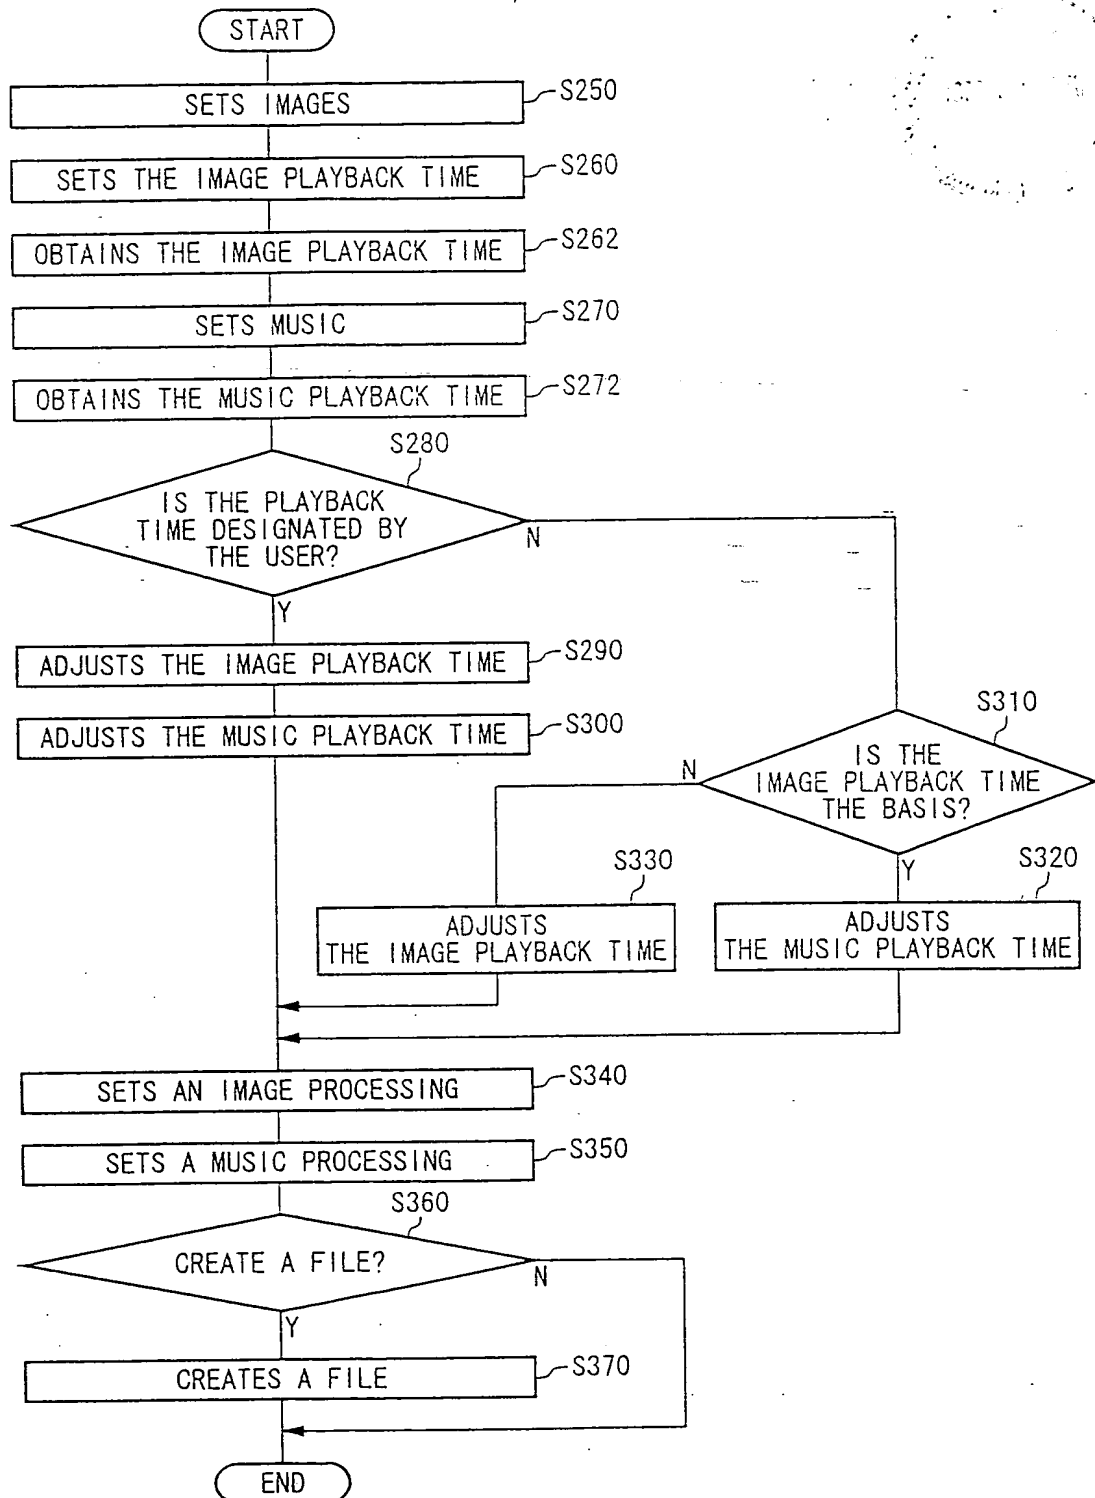 START
SETS IMAGES
S250
SETS THE IMAGE PLAYBACK TIME
S260
OBTAINS THE IMAGE PLAYBACK TIME
S262
SETS MUSIC
S270
OBTAINS THE MUSIC PLAYBACK TIME
S272
S280
IS THE PLAYBACK
TIME DESIGNATED BY
THE USER?
N
Y
ADJUSTS THE IMAGE PLAYBACK TIME
S290
ADJUSTS THE MUSIC PLAYBACK TIME
S300
S310
IS THE
IMAGE PLAYBACK TIME
THE BASIS?
N
Y
S330
ADJUSTS
THE IMAGE PLAYBACK TIME
S320
ADJUSTS
THE MUSIC PLAYBACK TIME
SETS AN IMAGE PROCESSING
S340
SETS A MUSIC PROCESSING
S350
S360
CREATE A FILE?
N
Y
CREATES A FILE
S370
END